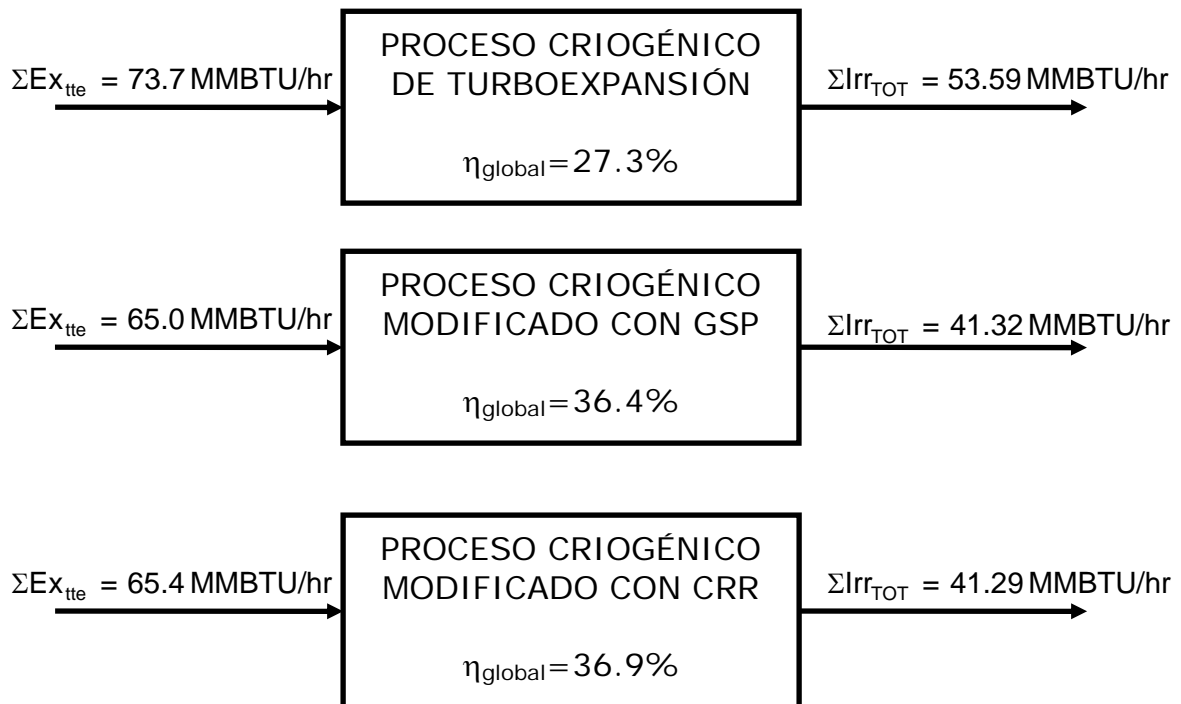 PROCESO CRIOGÉNICO
DE TURBOEXPANSIÓN
ΣEx_tte = 73.7 MMBTU/hr
ΣIrr_TOT = 53.59 MMBTU/hr
η_global=27.3%
PROCESO CRIOGÉNICO
MODIFICADO CON GSP
ΣEx_tte = 65.0 MMBTU/hr
ΣIrr_TOT = 41.32 MMBTU/hr
η_global=36.4%
PROCESO CRIOGÉNICO
MODIFICADO CON CRR
ΣEx_tte = 65.4 MMBTU/hr
ΣIrr_TOT = 41.29 MMBTU/hr
η_global=36.9%